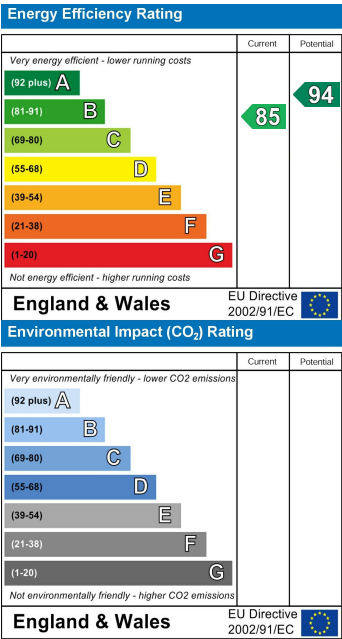 Energy Efficiency Rating
Current Potential
Very energy efficient - lower running costs
(92 plus) A
94
(81-91) B
85
(69-80) C
(55-68) D
(39-54) E
(21-38) F
(1-20) G
Not energy efficient - higher running costs
England & Wales
EU Directive
2002/91/EC
Environmental Impact (CO₂) Rating
Current Potential
Very environmentally friendly - lower CO2 emissions
(92 plus) A
(81-91) B
(69-80) C
(55-68) D
(39-54) E
(21-38) F
(1-20) G
Not environmentally friendly - higher CO2 emissions
England & Wales
EU Directive
2002/91/EC